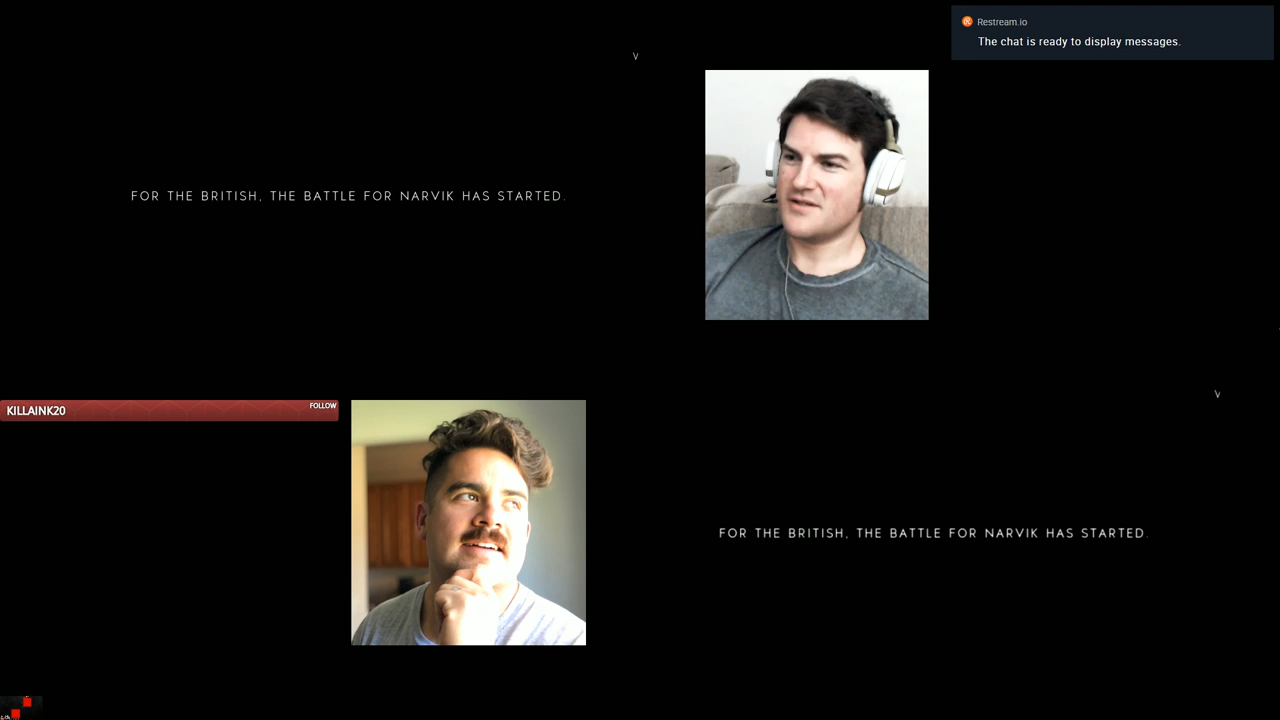 Restream.io
The chat is ready to display messages.
V
FOR THE BRITISH, THE BATTLE FOR NARVIK HAS STARTED.
KILLAINK20
FOLLOW
V
FOR THE BRITISH, THE BATTLE FOR NARVIK HAS STARTED.